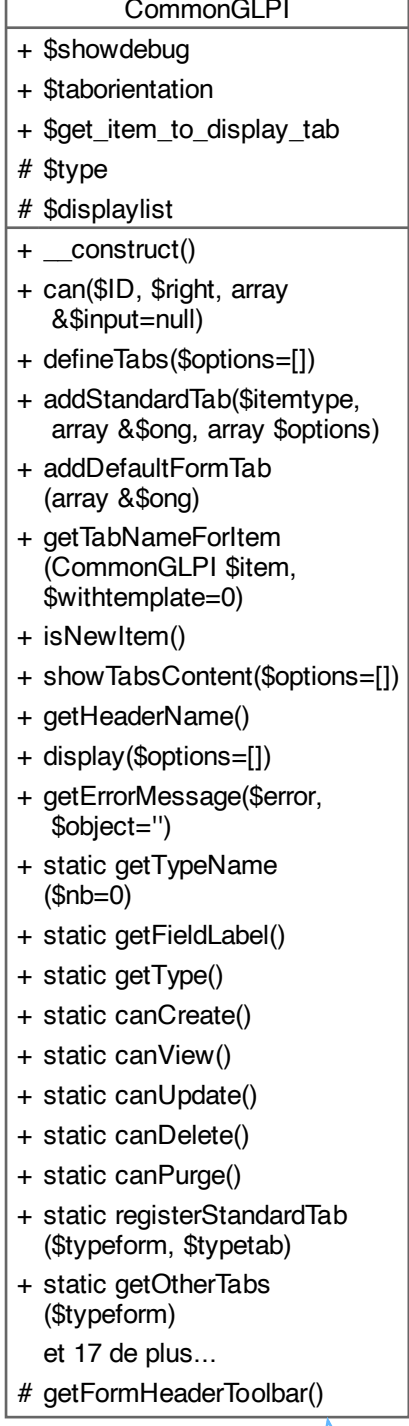 CommonGLPI
+ $showdebug
+ $taborientation
+ $get_item_to_display_tab
# $type
# $displaylist
+ __construct()
+ can($ID, $right, array
&$input=null)
+ defineTabs($options=[])
+ addStandardTab($itemtype,
array &$ong, array $options)
+ addDefaultFormTab
(array &$ong)
+ getTabNameForItem
(CommonGLPI $item,
$withtemplate=0)
+ isNewItem()
+ showTabsContent($options=[])
+ getHeaderName()
+ display($options=[])
+ getErrorMessage($error,
$object='')
+ static getTypeName
($nb=0)
+ static getFieldLabel()
+ static getType()
+ static canCreate()
+ static canView()
+ static canUpdate()
+ static canDelete()
+ static canPurge()
+ static registerStandardTab
($typeform, $typetab)
+ static getOtherTabs
($typeform)
et 17 de plus...
# getFormHeaderToolbar()